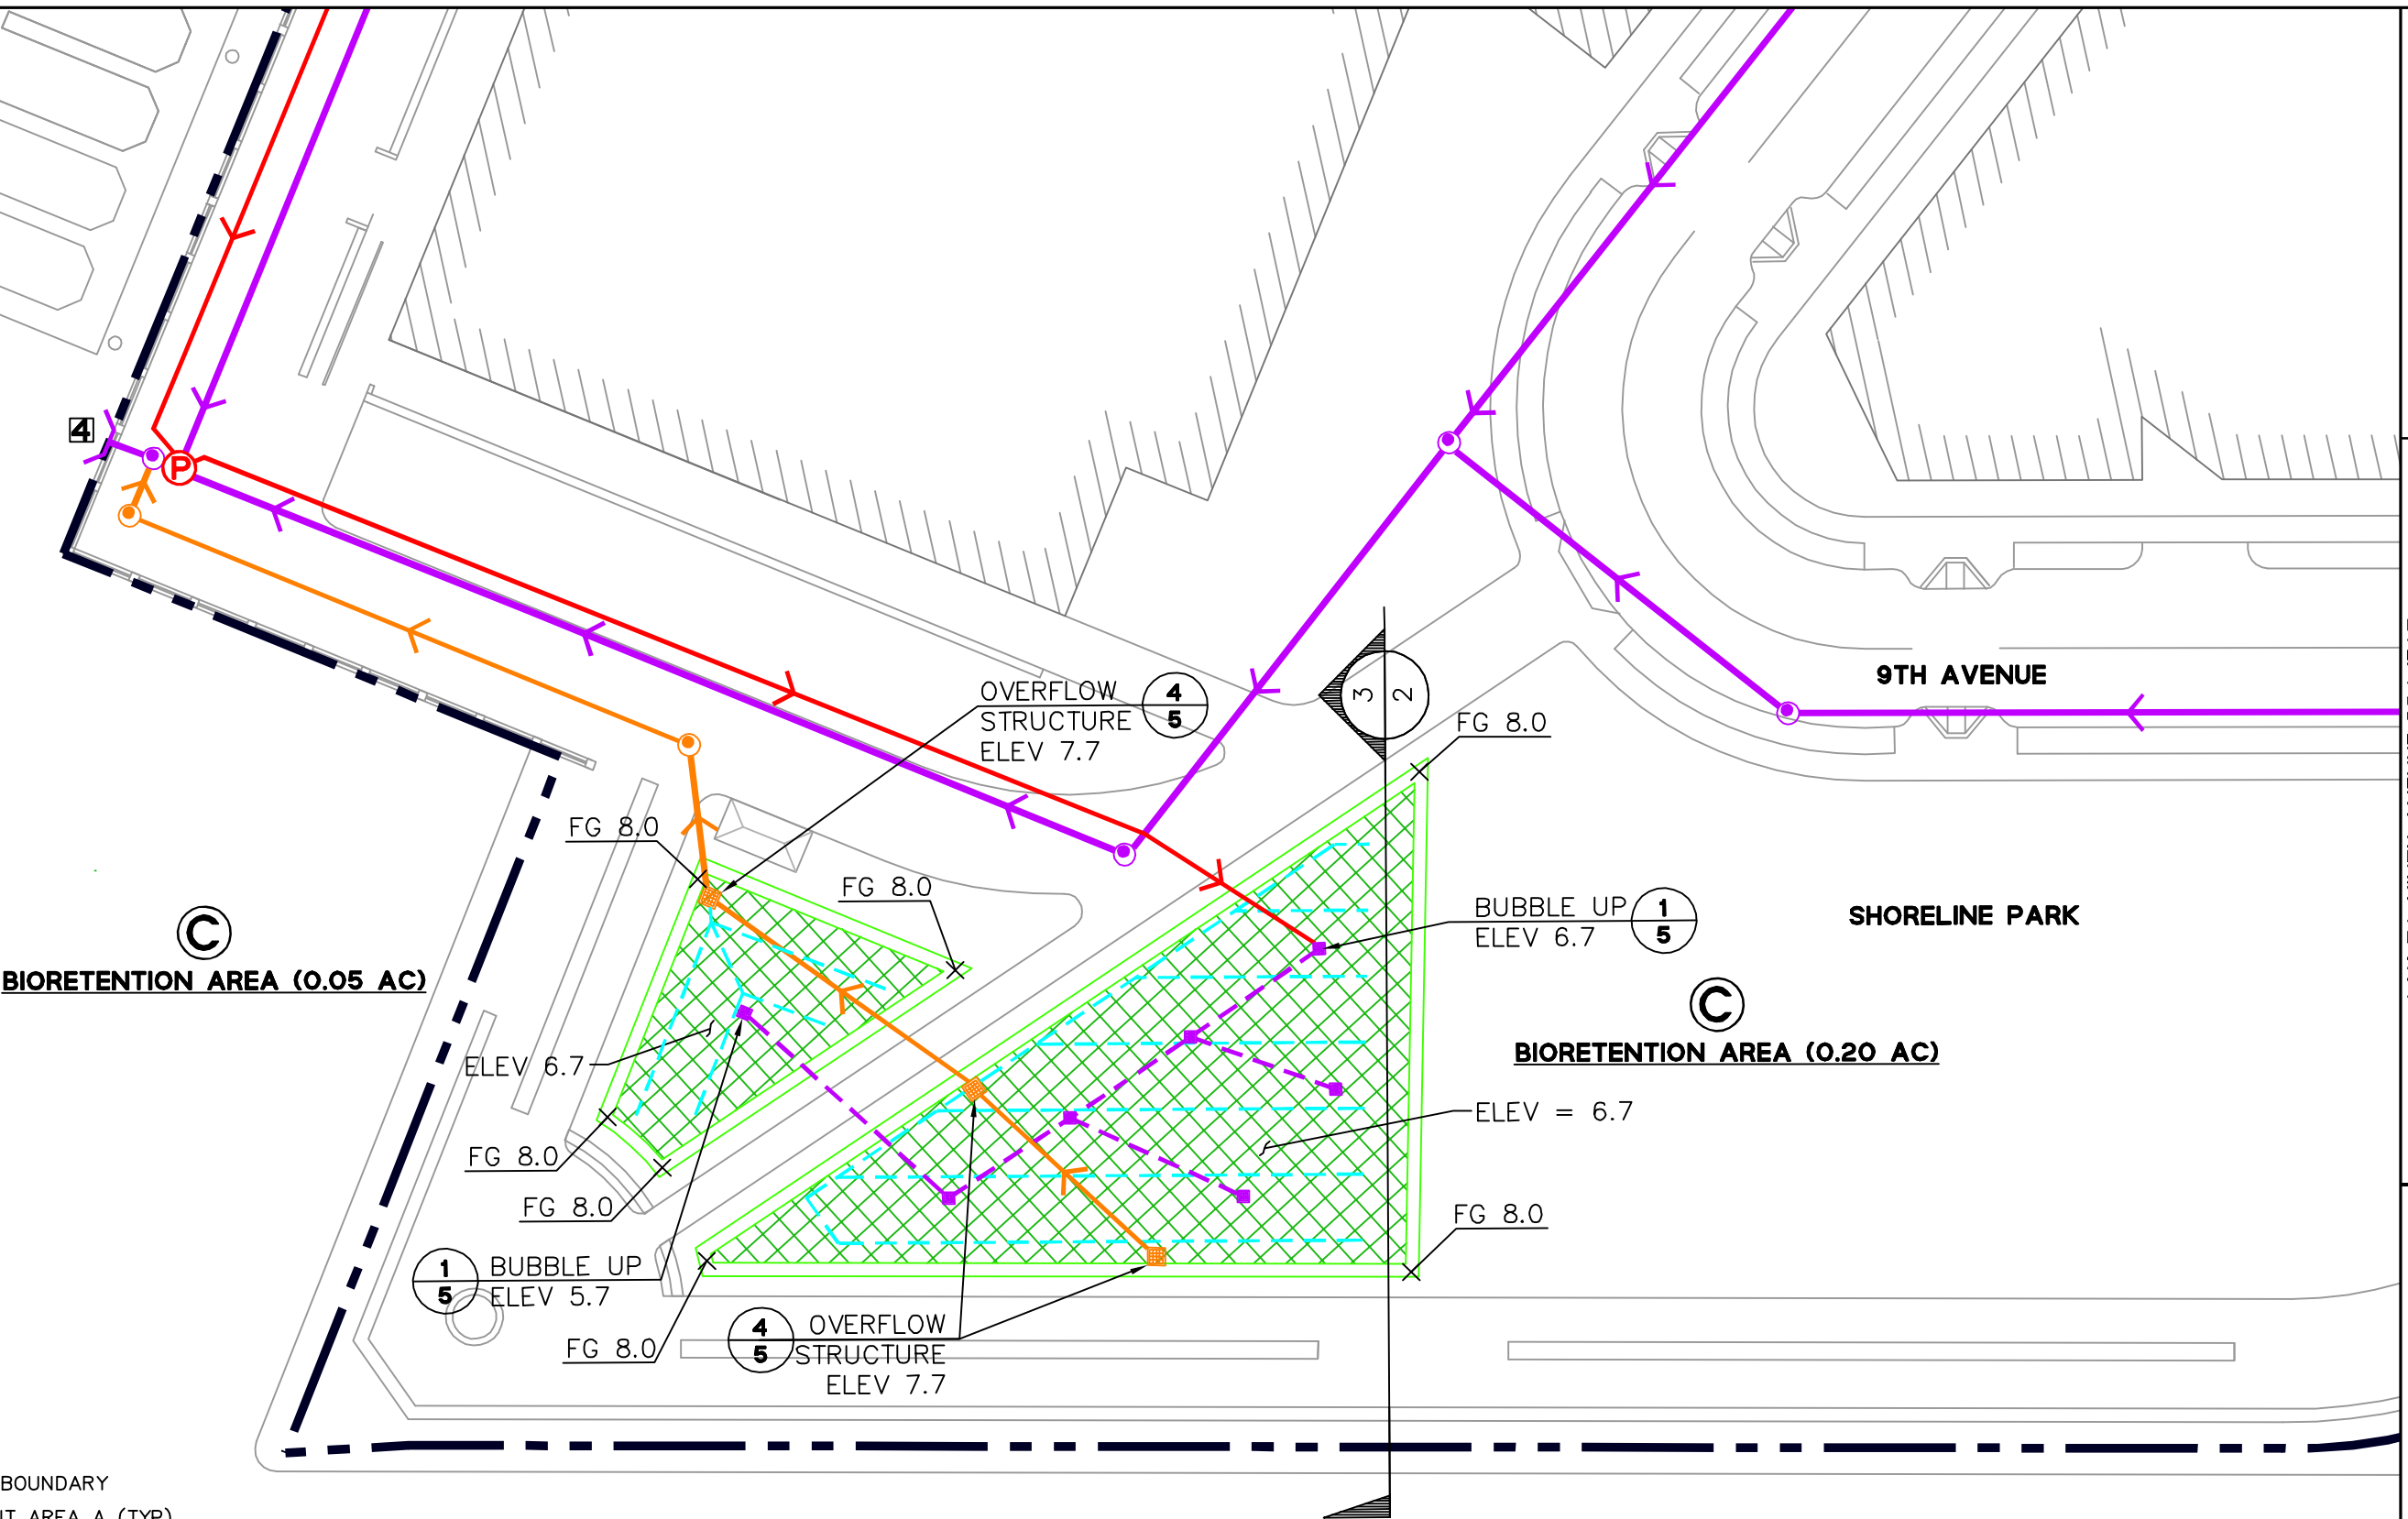 4
P
9TH AVENUE
OVERFLOW
STRUCTURE
ELEV 7.7
4
5
3
2
FG 8.0
FG 8.0
FG 8.0
BUBBLE UP
ELEV 6.7
1
5
SHORELINE PARK
C
BIORETENTION AREA (0.05 AC)
C
BIORETENTION AREA (0.20 AC)
ELEV 6.7
ELEV = 6.7
FG 8.0
FG 8.0
FG 8.0
1
5
BUBBLE UP
ELEV 5.7
FG 8.0
4
5
OVERFLOW
STRUCTURE
ELEV 7.7
BOUNDARY
AREA A (TYP)